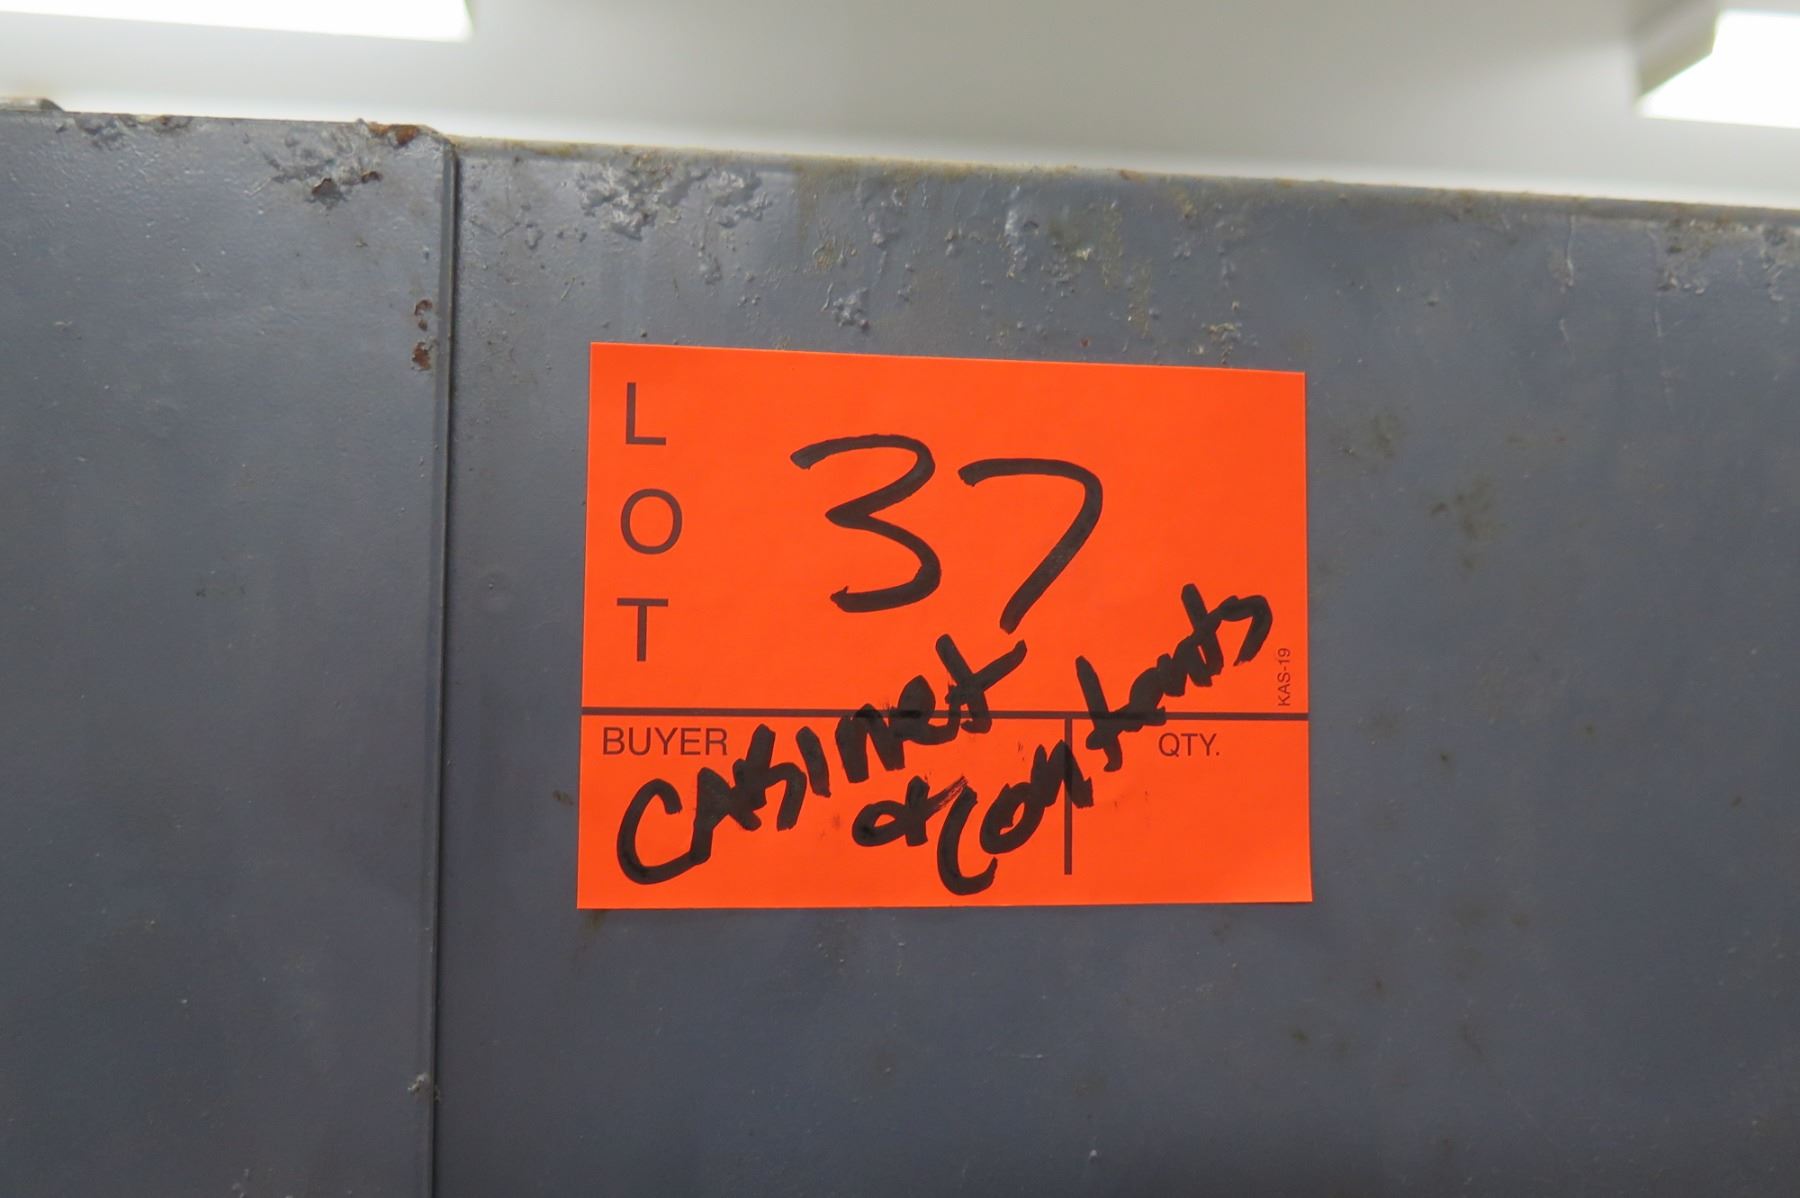 LOT
37
KAS-19
BUYER
QTY.
CABINET
& Contents